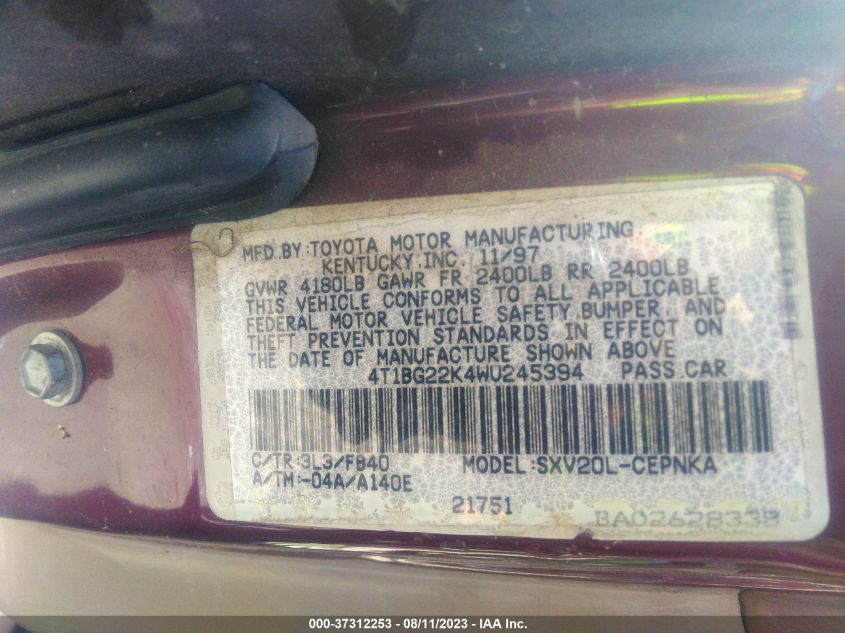 MFD.BY:TOYOTA MOTOR MANUFACTURING
KENTUCKY,INC. 11/97
GVWR 4180LB GAWR FR 2400LB RR 2400LB
THIS VEHICLE CONFORMS TO ALL APPLICABLE
FEDERAL MOTOR VEHICLE SAFETY,BUMPER, AND
THEFT PREVENTION STANDARDS IN EFFECT ON
THE DATE OF MANUFACTURE SHOWN ABOVE
4T1BG22K4WU245394 PASS.CAR
C/TR:3L3/FB40 MODEL:SXV20L-CEPNKA
A/TM:-04A/A140E
21751
BA02628338
000-37312253 - 08/11/2023 - IAA Inc.